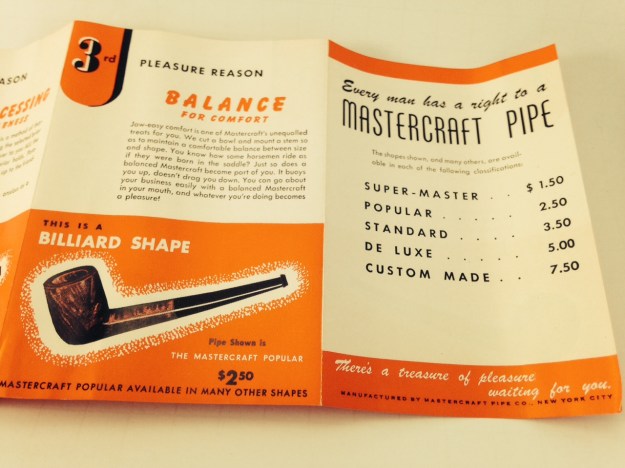 ASON
CESSING
3rd
PLEASURE REASON
BALANCE
FOR COMFORT
Jaw-easy comfort is one of Mastercraft's unequalled
treats for you. We cut a bowl and mount a stem so
as to maintain a comfortable balance between size
and shape. You know how some horsemen ride as
if they were born in the saddle? Just so does a
balanced Mastercraft become part of you. It buoys
you up, doesn't drag you down. You can go about
your business easily with a balanced Mastercraft
in your mouth, and whatever you're doing becomes
a pleasure!
THIS IS A
BILLIARD SHAPE
Pipe Shown is
THE MASTERCRAFT POPULAR
$2.50
MASTERCRAFT POPULAR AVAILABLE IN MANY OTHER SHAPES
Every man has a right to a
MASTERCRAFT PIPE
The shapes shown, and many others, are avail-
able in each of the following classifications:
SUPER-MASTER . . $1.50
POPULAR . . . . . 2.50
STANDARD . . . . 3.50
DE LUXE . . . . . 5.00
CUSTOM MADE . . 7.50
There's a treasure of pleasure
waiting for you.
MANUFACTURED BY MASTERCRAFT PIPE CO., NEW YORK CITY